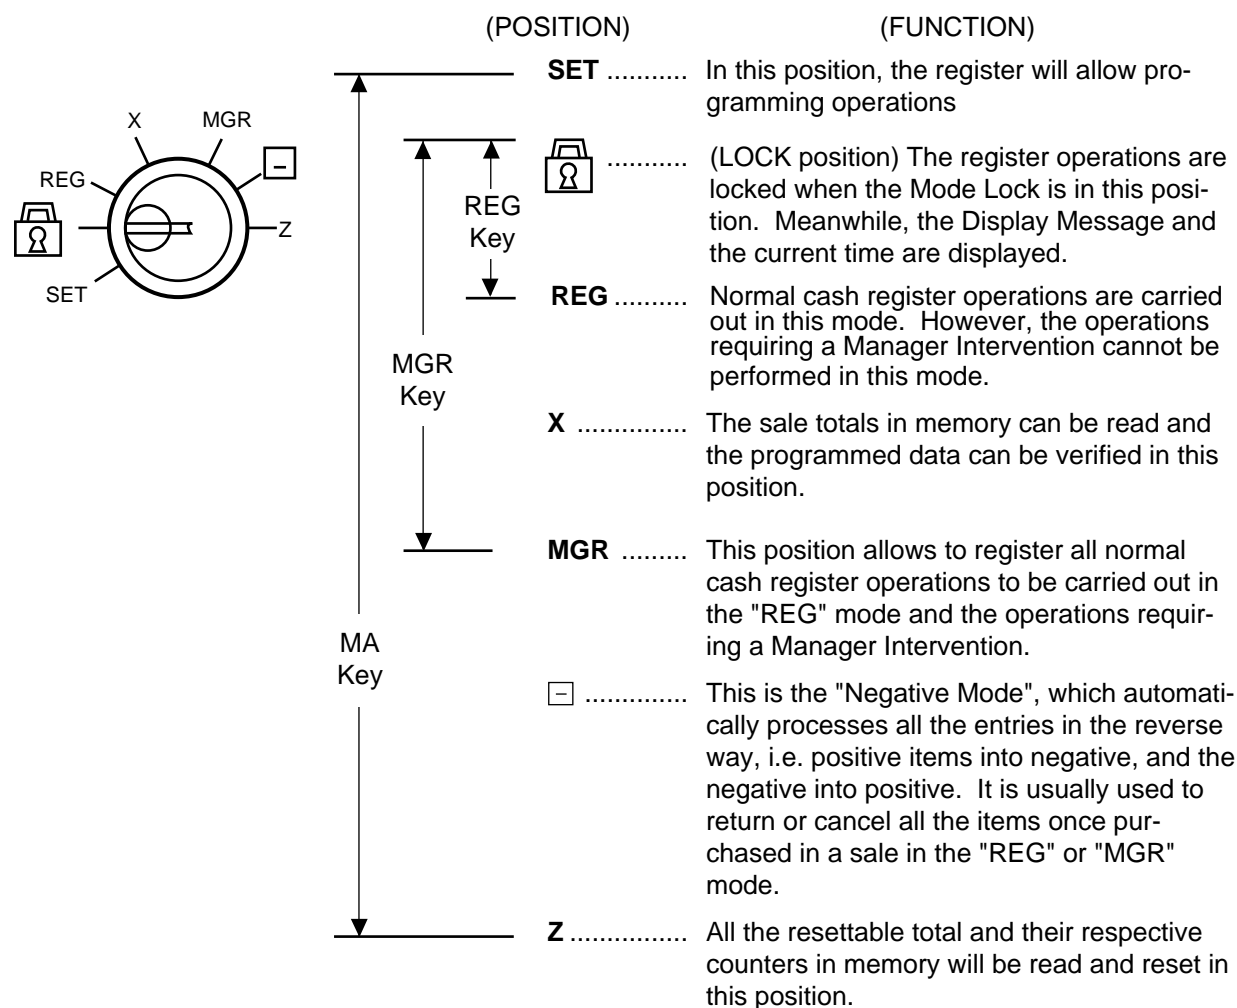 (POSITION) (FUNCTION)
SET ........... In this position, the register will allow pro-
gramming operations
X MGR
−
REG
Z
SET
........... (LOCK position) The register operations are
locked when the Mode Lock is in this posi-
tion. Meanwhile, the Display Message and
the current time are displayed.
REG
Key
REG .......... Normal cash register operations are carried
out in this mode. However, the operations
requiring a Manager Intervention cannot be
performed in this mode.
MGR
Key
X ............... The sale totals in memory can be read and
the programmed data can be verified in this
position.
MGR ......... This position allows to register all normal
cash register operations to be carried out in
the "REG" mode and the operations requir-
ing a Manager Intervention.
MA
Key
− .............. This is the "Negative Mode", which automati-
cally processes all the entries in the reverse
way, i.e. positive items into negative, and the
negative into positive. It is usually used to
return or cancel all the items once pur-
chased in a sale in the "REG" or "MGR"
mode.
Z ................ All the resettable total and their respective
counters in memory will be read and reset in
this position.